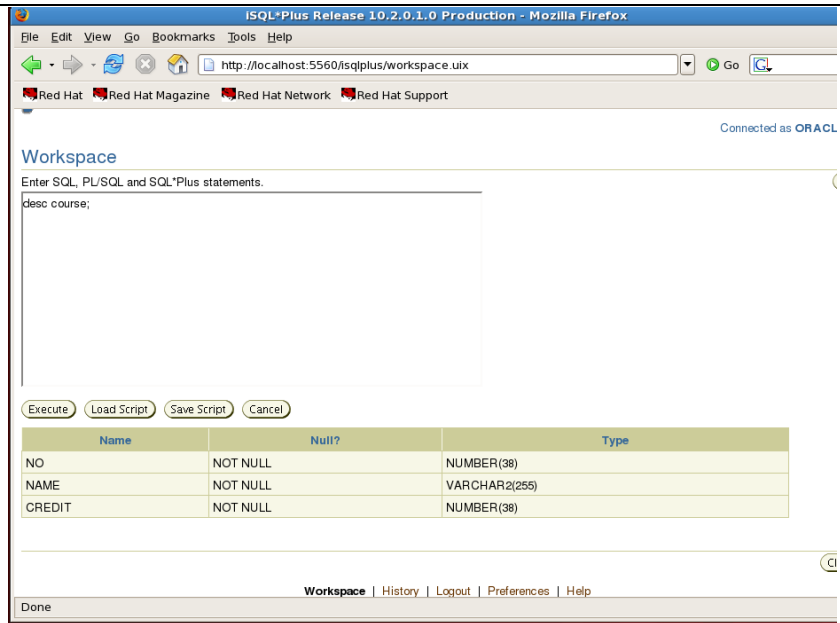 iSQL*Plus Release 10.2.0.1.0 Production - Mozilla Firefox
File Edit View Go Bookmarks Tools Help
http://localhost:5560/isqlplus/workspace.uix Go G
Red Hat Red Hat Magazine Red Hat Network Red Hat Support
Connected as ORACL
Workspace
Enter SQL, PL/SQL and SQL*Plus statements.
desc course;
Execute Load Script Save Script Cancel
Name Null? Type
NO NOT NULL NUMBER(38)
NAME NOT NULL VARCHAR2(255)
CREDIT NOT NULL NUMBER(38)
Cl
Workspace | History | Logout | Preferences | Help
Done